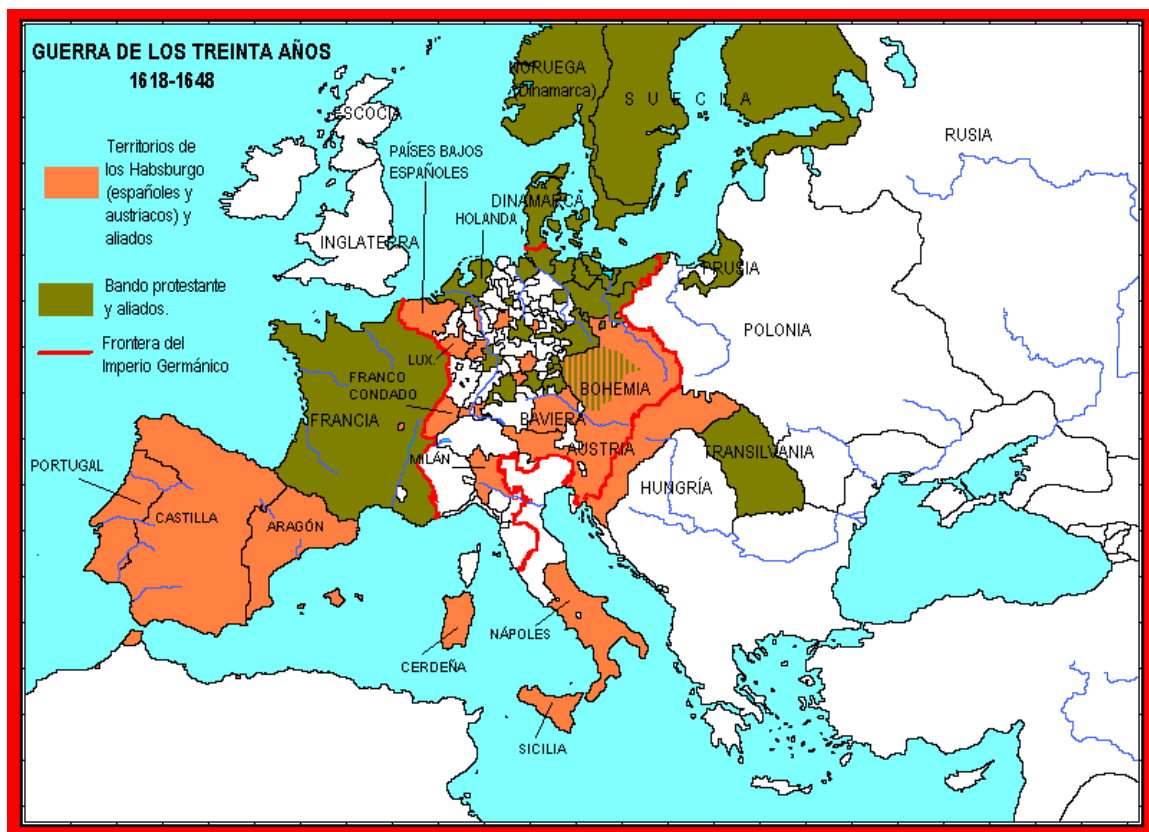 GUERRA DE LOS TREINTA AÑOS
1618-1648
Territorios de
los Habsburgo
(españoles y
austriacos) y
aliados
Bando protestante
y aliados.
Frontera del
Imperio Germánico
NORUEGA
(Dinamarca)
SUECIA
RUSIA
ESCOCIA
PAÍSES BAJOS
ESPAÑOLES
DINAMARCA
HOLANDA
INGLATERRA
PRUSIA
POLONIA
LUX.
FRANCO
CONDADO
BOHEMIA
FRANCIA
BAVIERA
AUSTRIA
TRANSILVANIA
MILÁN
HUNGRÍA
PORTUGAL
CASTILLA
ARAGÓN
NÁPOLES
CERDEÑA
SICILIA